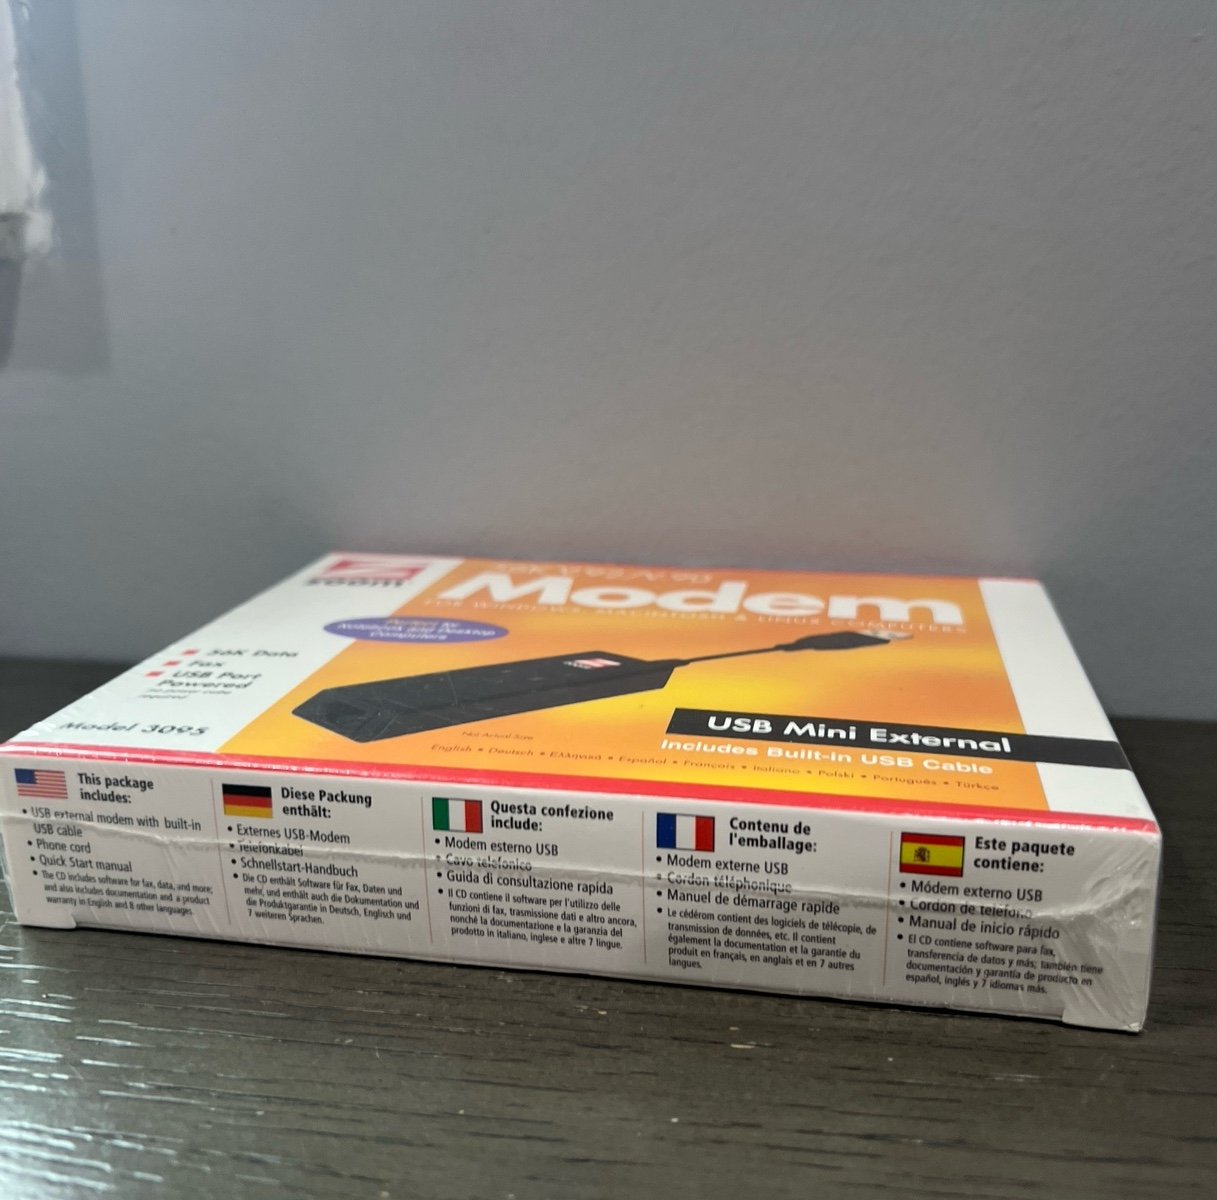 zoom
Modem
FOR WINDOWS, MACINTOSH & LINUX COMPUTERS
Perfect for
Notebook and Desktop
Computers
56K Data
Fax
USB Port
Powered
No power cube
required
Model 3095
Not Actual Size
USB Mini External
Includes Built-in USB Cable
English • Deutsch • Ελληνικά • Español • Français • Italiano • Polski • Português • Türkçe
This package
includes:
• USB external modem with built-in
USB cable
• Phone cord
• Quick Start manual
• The CD includes software for fax, data, and more;
and also includes documentation and a product
warranty in English and 8 other languages.
Diese Packung
enthält:
• Externes USB-Modem
• Telefonkabel
• Schnellstart-Handbuch
• Die CD enthält Software für Fax, Daten und
mehr, und enthält auch die Dokumentation und
die Produktgarantie in Deutsch, Englisch und
7 weiteren Sprachen.
Questa confezione
include:
• Modem esterno USB
• Cavo telefonico
• Guida di consultazione rapida
• Il CD contiene il software per l'utilizzo delle
funzioni di fax, trasmissione dati e altro ancora,
nonché la documentazione e la garanzia del
prodotto in italiano, inglese e altre 7 lingue.
Contenu de
l'emballage:
• Modem externe USB
• Cordon téléphonique
• Manuel de démarrage rapide
• Le cédérom contient des logiciels de télécopie, de
transmission de données, etc. Il contient
également la documentation et la garantie du
produit en français, en anglais et en 7 autres
langues.
Este paquete
contiene:
• Módem externo USB
• Cordón de teléfono
• Manual de inicio rápido
• El CD contiene software para fax,
transferencia de datos y más; también tiene
documentación y garantía de producto en
español, inglés y 7 idiomas más.